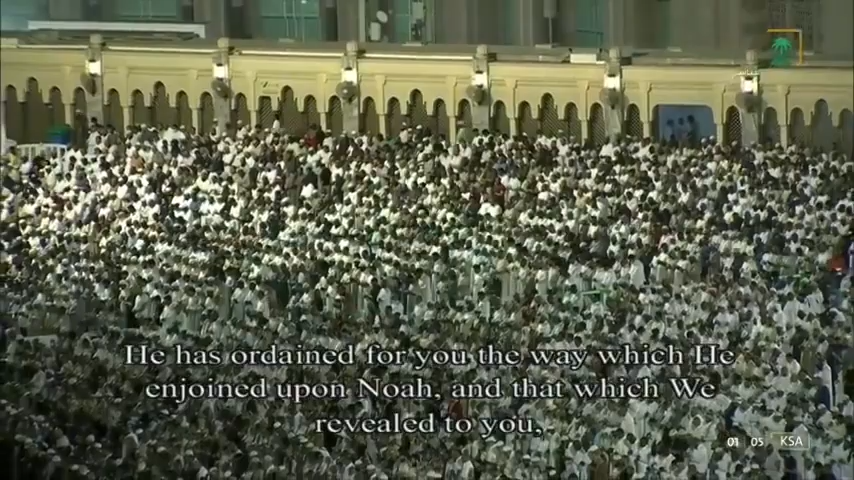 He has ordained for you the way which He
enjoined upon Noah, and that which We
revealed to you,
01 05 KSA